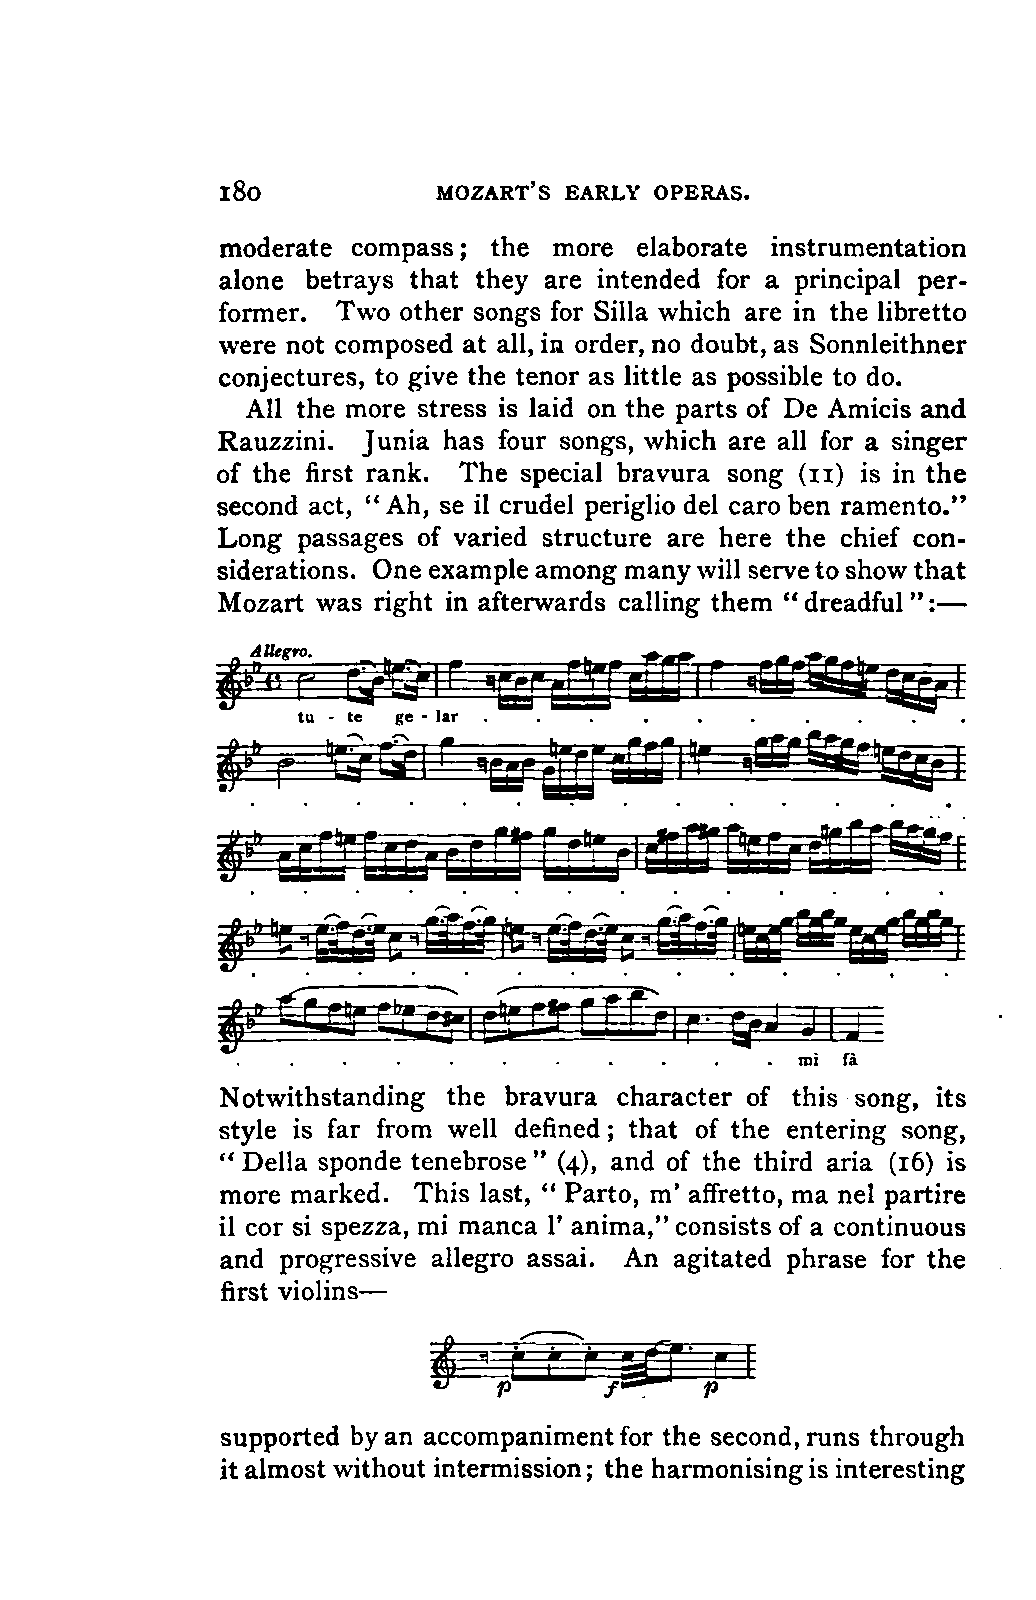 180 MOZART'S EARLY OPERAS.
moderate compass; the more elaborate instrumentation
alone betrays that they are intended for a principal per-
former. Two other songs for Silla which are in the libretto
were not composed at all, in order, no doubt, as Sonnleithner
conjectures, to give the tenor as little as possible to do.
All the more stress is laid on the parts of De Amicis and
Rauzzini. Junia has four songs, which are all for a singer
of the first rank. The special bravura song (11) is in the
second act, "Ah, se il crudel periglio del caro ben ramento."
Long passages of varied structure are here the chief con-
siderations. One example among many will serve to show that
Mozart was right in afterwards calling them "dreadful":—
Allegro.
tu - te ge - lar . . . . . . .
mi fà
Notwithstanding the bravura character of this song, its
style is far from well defined; that of the entering song,
"Della sponde tenebrose" (4), and of the third aria (16) is
more marked. This last, "Parto, m' affretto, ma nel partire
il cor si spezza, mi manca l' anima," consists of a continuous
and progressive allegro assai. An agitated phrase for the
first violins—
p f p
supported by an accompaniment for the second, runs through
it almost without intermission; the harmonising is interesting